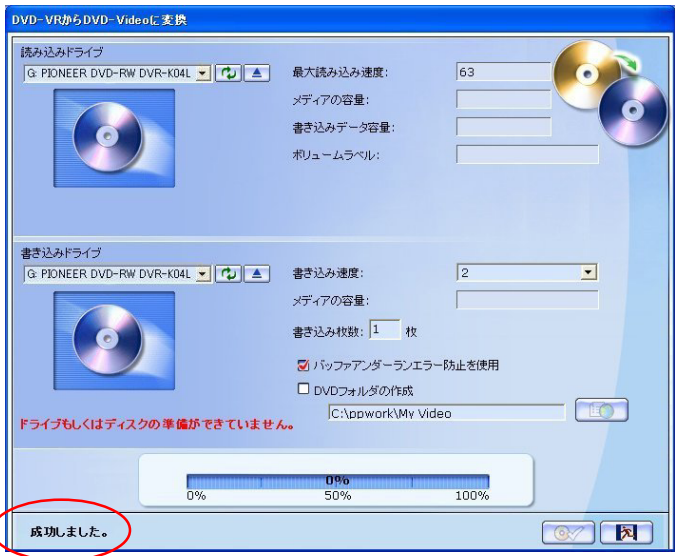 DVD-VRからDVD-Videoに変換
読み込みドライブ
G: PIONEER DVD-RW DVR-K04L
最大読み込み速度:
63
メディアの容量:
書き込みデータ容量:
ボリュームラベル:
書き込みドライブ
G: PIONEER DVD-RW DVR-K04L
書き込み速度:
2
メディアの容量:
書き込み枚数: 1 枚
バッファアンダーランエラー防止を使用
DVDフォルダの作成
C:\ppwork\My Video
ドライブもしくはディスクの準備ができていません。
0%
0% 50% 100%
成功しました。